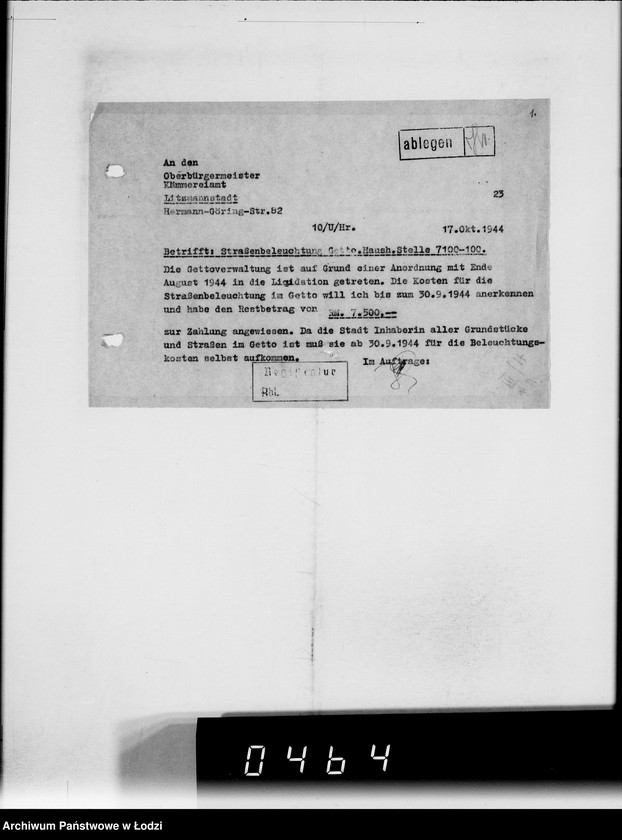 1.
ablegen
An den
Oberbürgermeister
Kämmereiamt
Litzmannstadt
Hermann-Göring-Str.82
23
10/U/Hr. 17.Okt.1944
Betrifft: Straßenbeleuchtung Getto.Haush.Stelle 7100-100.
Die Gettoverwaltung ist auf Grund einer Anordnung mit Ende
August 1944 in die Liqidation getreten. Die Kosten für die
Straßenbeleuchtung im Getto will ich bis zum 30.9.1944 anerkennen
und habe den Restbetrag von RM. 7.500.--
zur Zahlung angewiesen. Da die Stadt Inhaberin aller Grundstücke
und Straßen im Getto ist muß sie ab 30.9.1944 für die Beleuchtungs-
kosten selbst aufkommen.
Im Auftrage:
Registratur
0464
Archiwum Państwowe w Łodzi